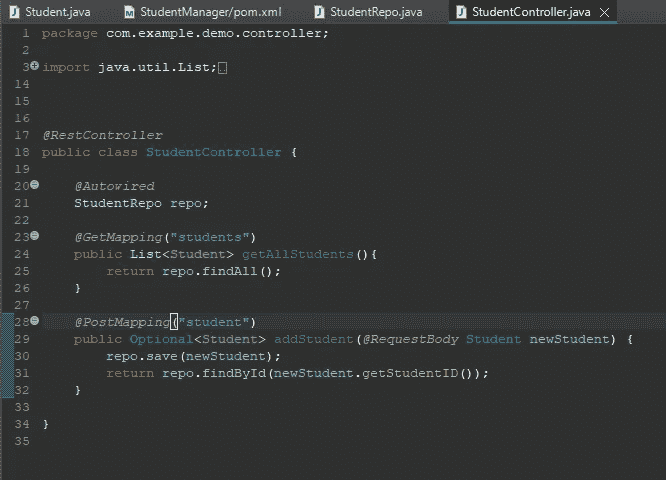 Student.java StudentManager/pom.xml StudentRepo.java StudentController.java
1 package com.example.demo.controller;
2
3 import java.util.List;
14
15
16
17 @RestController
18 public class StudentController {
19
20     @Autowired
21     StudentRepo repo;
22
23     @GetMapping("students")
24     public List<Student> getAllStudents(){
25         return repo.findAll();
26     }
27
28     @PostMapping("student")
29     public Optional<Student> addStudent(@RequestBody Student newStudent) {
30         repo.save(newStudent);
31         return repo.findById(newStudent.getStudentID());
32     }
33
34 }
35